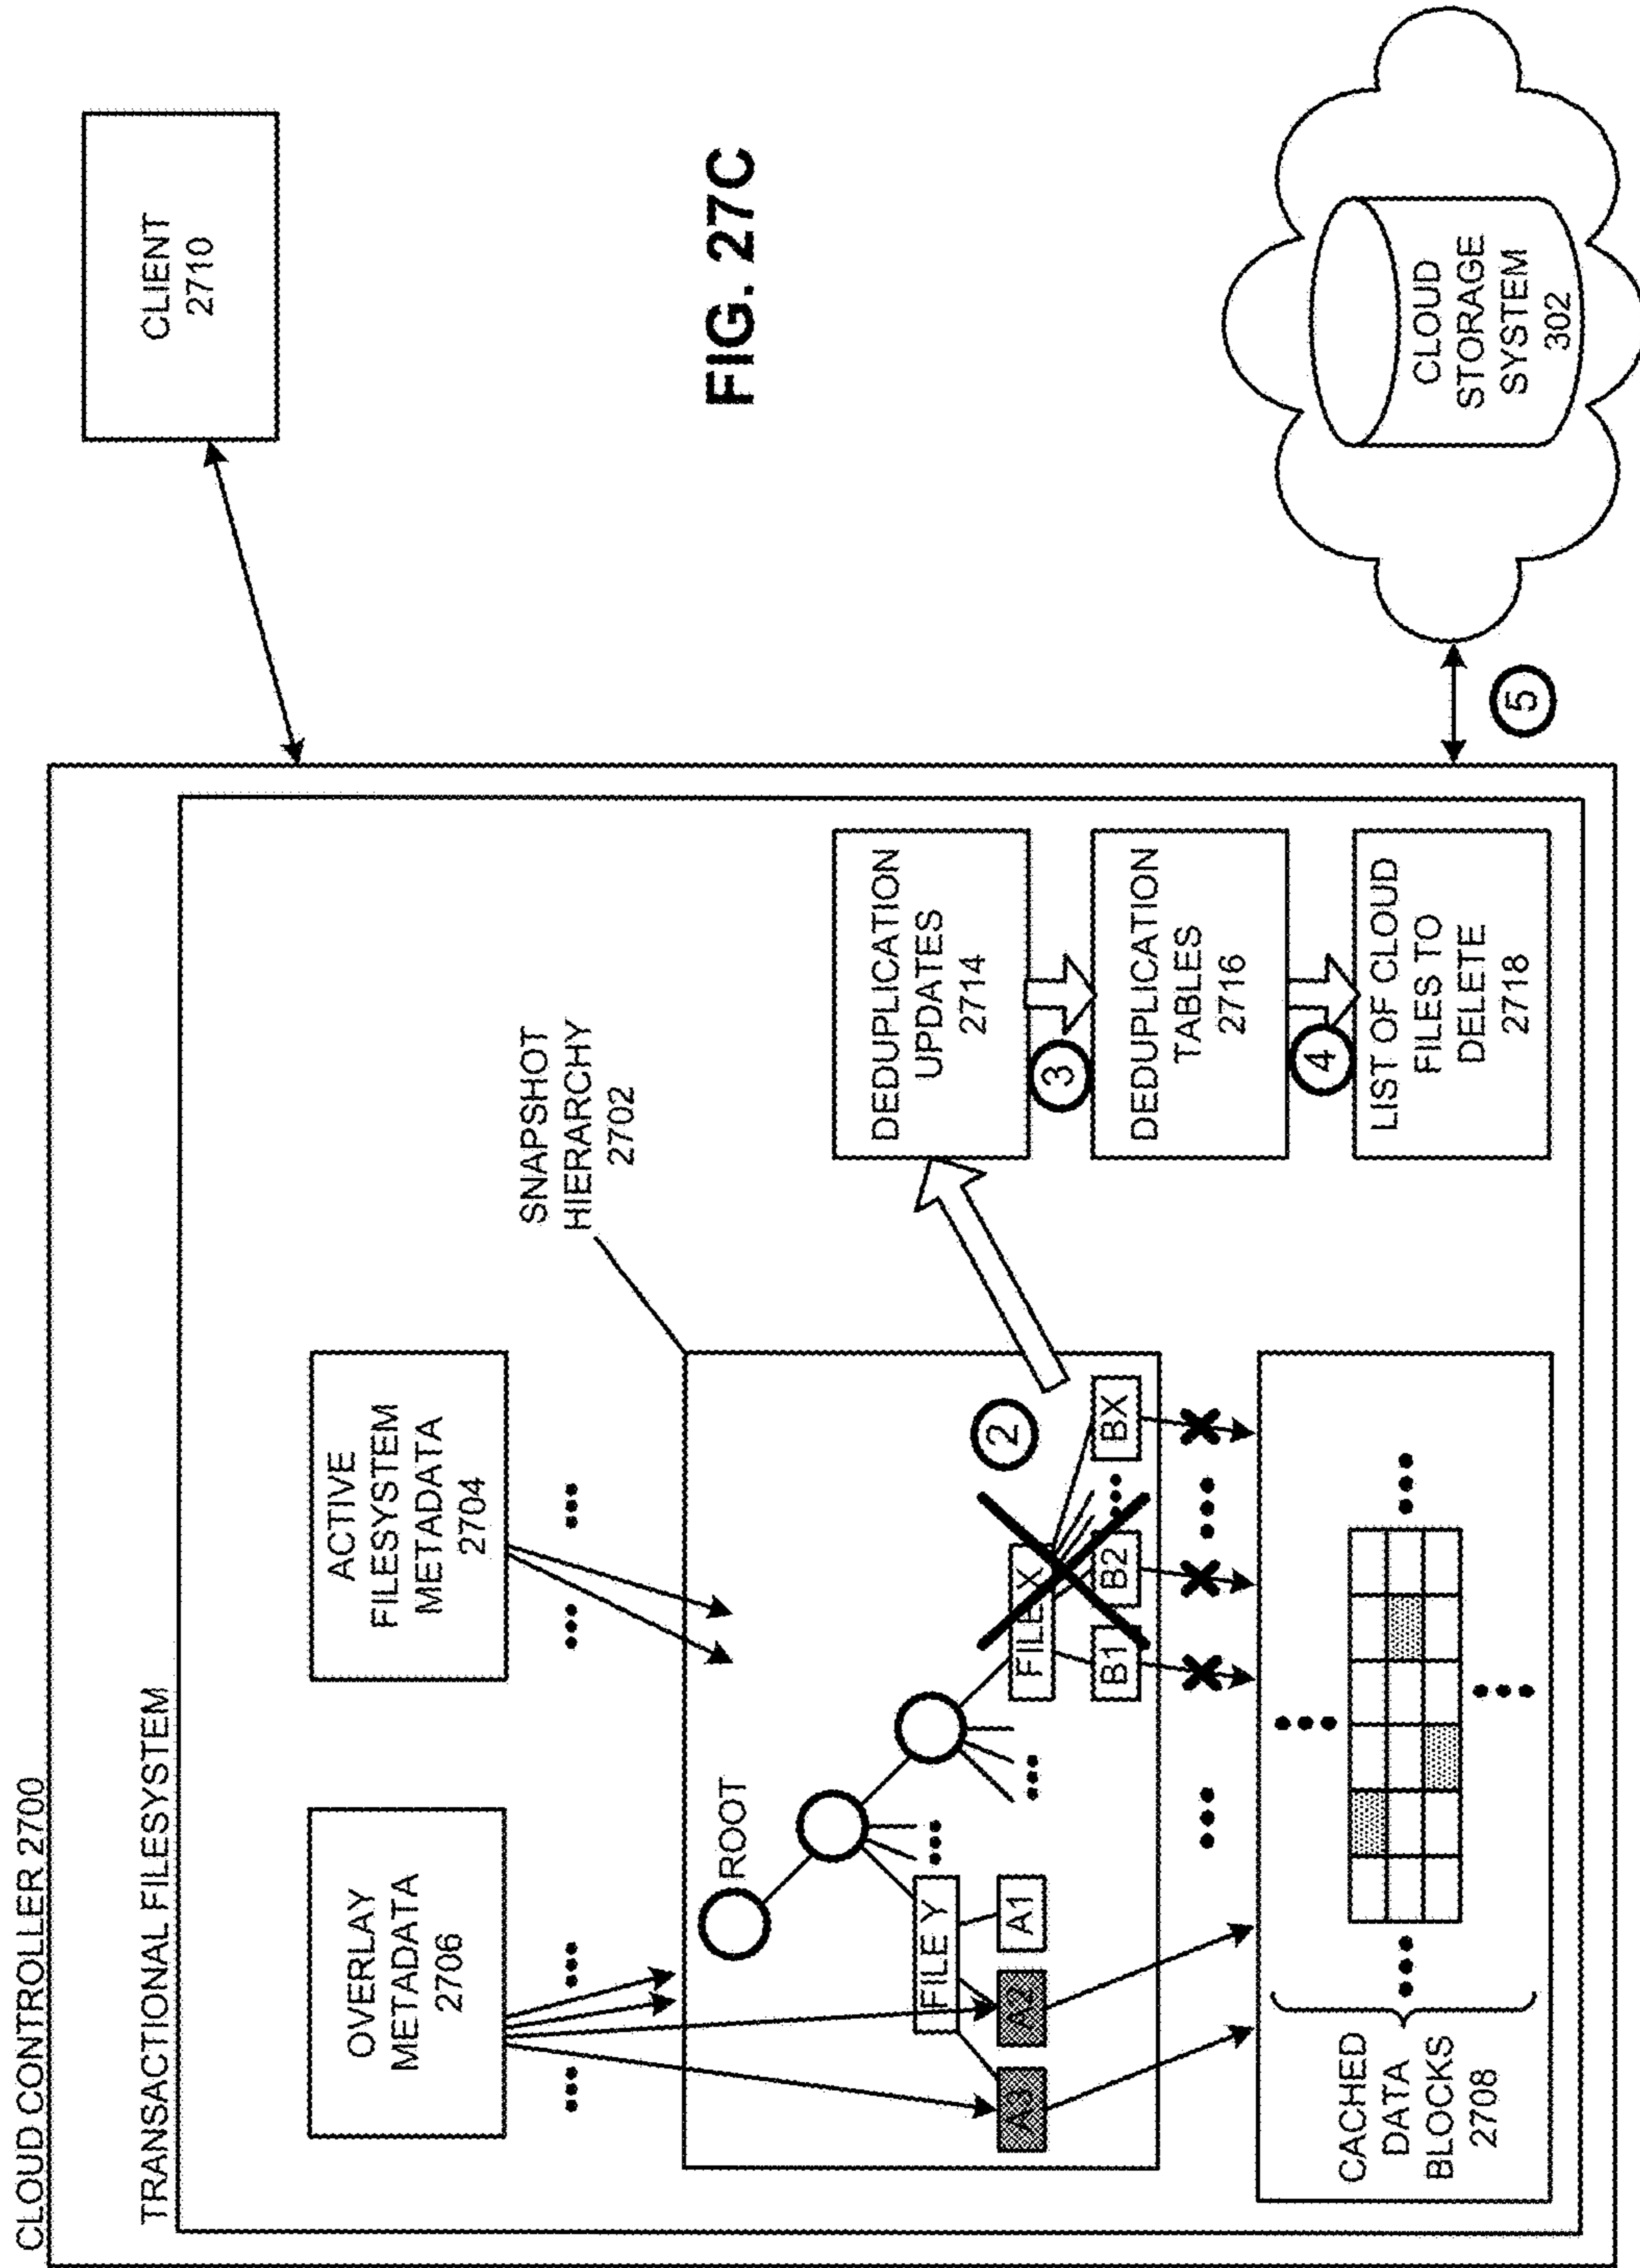 CLOUD CONTROLLER 2700
TRANSACTIONAL FILESYSTEM
OVERLAY
METADATA
2706
ACTIVE
FILESYSTEM
METADATA
2704
CLIENT
2710
SNAPSHOT
HIERARCHY
2702
ROOT
FILE Y
A3
A2
A1
FILE X
B1
B2
BX
2
DEDUPLICATION
UPDATES
2714
3
DEDUPLICATION
TABLES
2716
4
LIST OF CLOUD
FILES TO
DELETE
2718
CACHED
DATA
BLOCKS
2708
5
CLOUD
STORAGE
SYSTEM
302
FIG. 27C